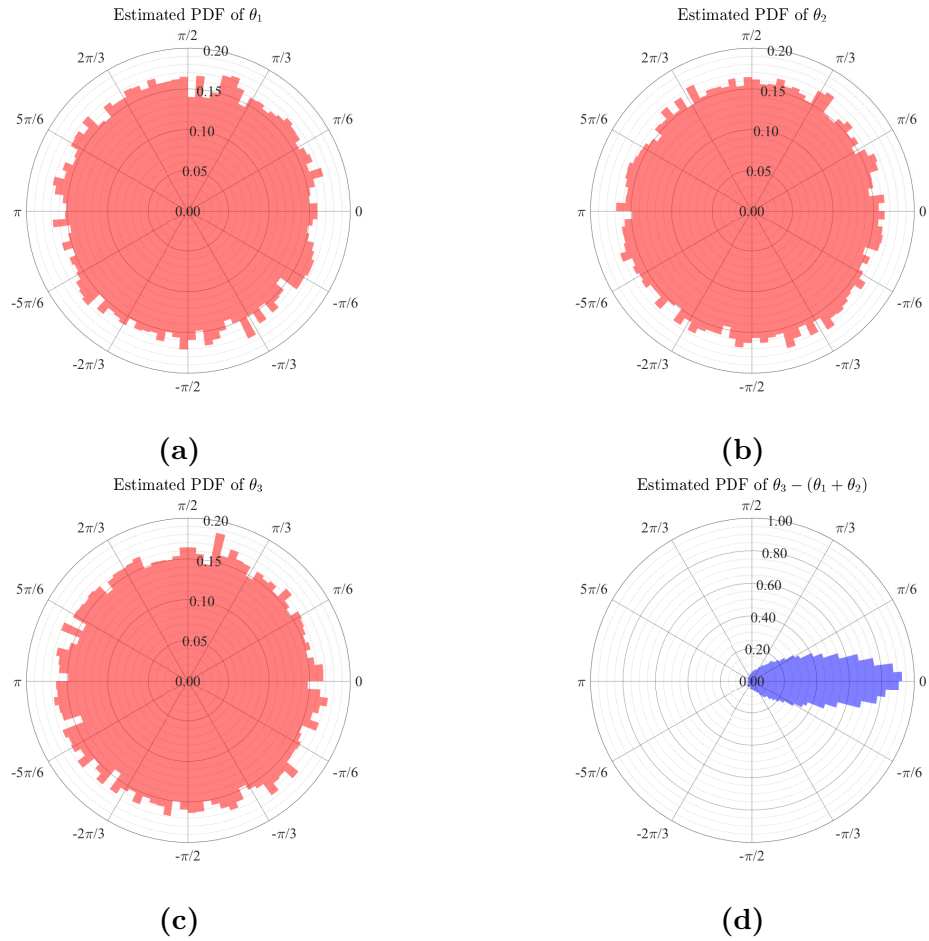 Estimated PDF of θ₁
π/2
2π/3
0.20
π/3
0.15
5π/6
π/6
0.10
0.05
π
0.00
0
-5π/6
-π/6
-2π/3
-π/3
-π/2
(a)
Estimated PDF of θ₂
π/2
2π/3
0.20
π/3
0.15
5π/6
π/6
0.10
0.05
π
0.00
0
-5π/6
-π/6
-2π/3
-π/3
-π/2
(b)
Estimated PDF of θ₃
π/2
2π/3
0.20
π/3
0.15
5π/6
π/6
0.10
0.05
π
0.00
0
-5π/6
-π/6
-2π/3
-π/3
-π/2
(c)
Estimated PDF of θ₃ − (θ₁ + θ₂)
π/2
2π/3
1.00
π/3
0.80
5π/6
0.60
π/6
0.40
0.20
π
0.00
0
-5π/6
-π/6
-2π/3
-π/3
-π/2
(d)